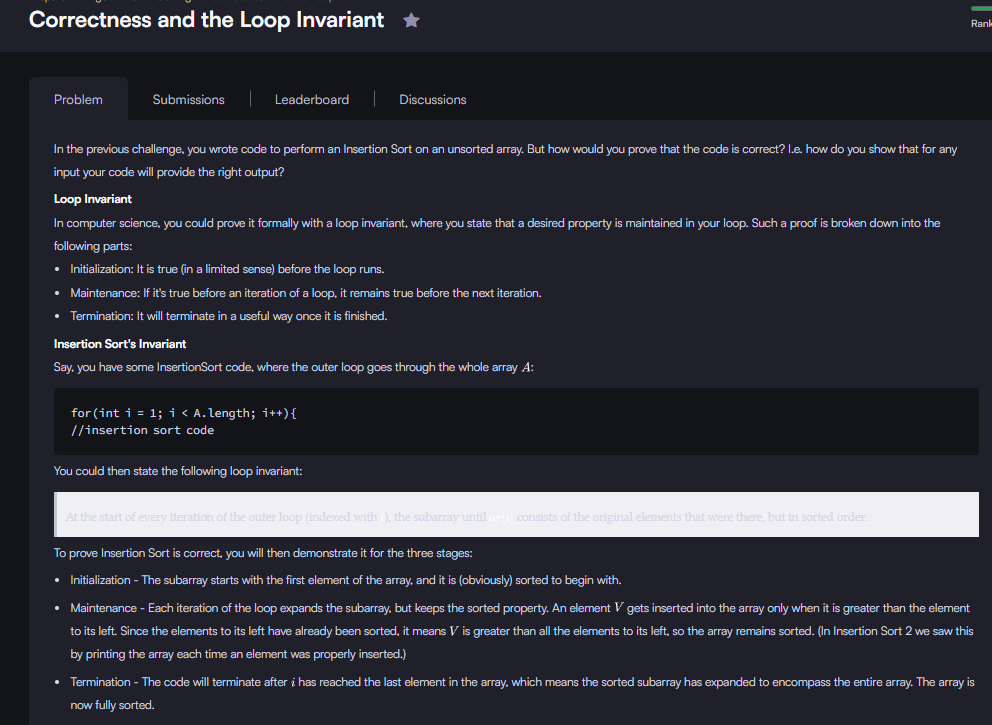 Correctness and the Loop Invariant
Rank
Problem
Submissions
Leaderboard
Discussions
In the previous challenge, you wrote code to perform an Insertion Sort on an unsorted array. But how would you prove that the code is correct? I.e. how do you show that for any
input your code will provide the right output?
Loop Invariant
In computer science, you could prove it formally with a loop invariant, where you state that a desired property is maintained in your loop. Such a proof is broken down into the
following parts:
• Initialization: It is true (in a limited sense) before the loop runs.
• Maintenance: If it's true before an iteration of a loop, it remains true before the next iteration.
• Termination: It will terminate in a useful way once it is finished.
Insertion Sort's Invariant
Say, you have some InsertionSort code, where the outer loop goes through the whole array A:
for(int i = 1; i < A.length; i++){
//insertion sort code
You could then state the following loop invariant:
At the start of every iteration of the outer loop (indexed with ), the subarray until consists of the original elements that were there, but in sorted order.
To prove Insertion Sort is correct, you will then demonstrate it for the three stages:
• Initialization - The subarray starts with the first element of the array, and it is (obviously) sorted to begin with.
• Maintenance - Each iteration of the loop expands the subarray, but keeps the sorted property. An element V gets inserted into the array only when it is greater than the element
to its left. Since the elements to its left have already been sorted, it means V is greater than all the elements to its left, so the array remains sorted. (In Insertion Sort 2 we saw this
by printing the array each time an element was properly inserted.)
• Termination - The code will terminate after i has reached the last element in the array, which means the sorted subarray has expanded to encompass the entire array. The array is
now fully sorted.